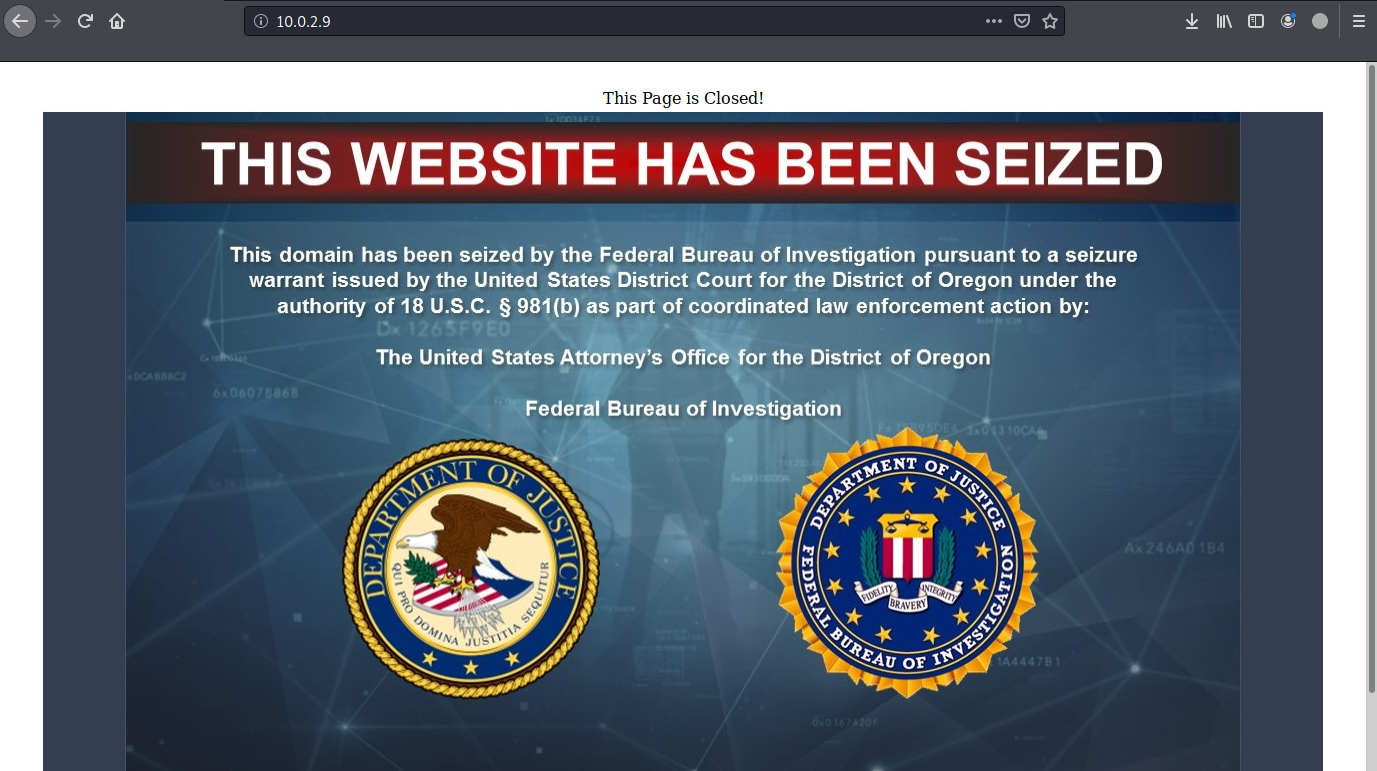 10.0.2.9
This Page is Closed!
THIS WEBSITE HAS BEEN SEIZED
This domain has been seized by the Federal Bureau of Investigation pursuant to a seizure
warrant issued by the United States District Court for the District of Oregon under the
authority of 18 U.S.C. § 981(b) as part of coordinated law enforcement action by:
Dx 1265F9E0
The United States Attorney's Office for the District of Oregon
6x06078868
Federal Bureau of Investigation
DEPARTMENT OF JUSTICE
QUI PRO DOMINA JUSTITIA SEQUITUR
DEPARTMENT OF JUSTICE
FIDELITY BRAVERY INTEGRITY
FEDERAL BUREAU OF INVESTIGATION
Ax246A01B4